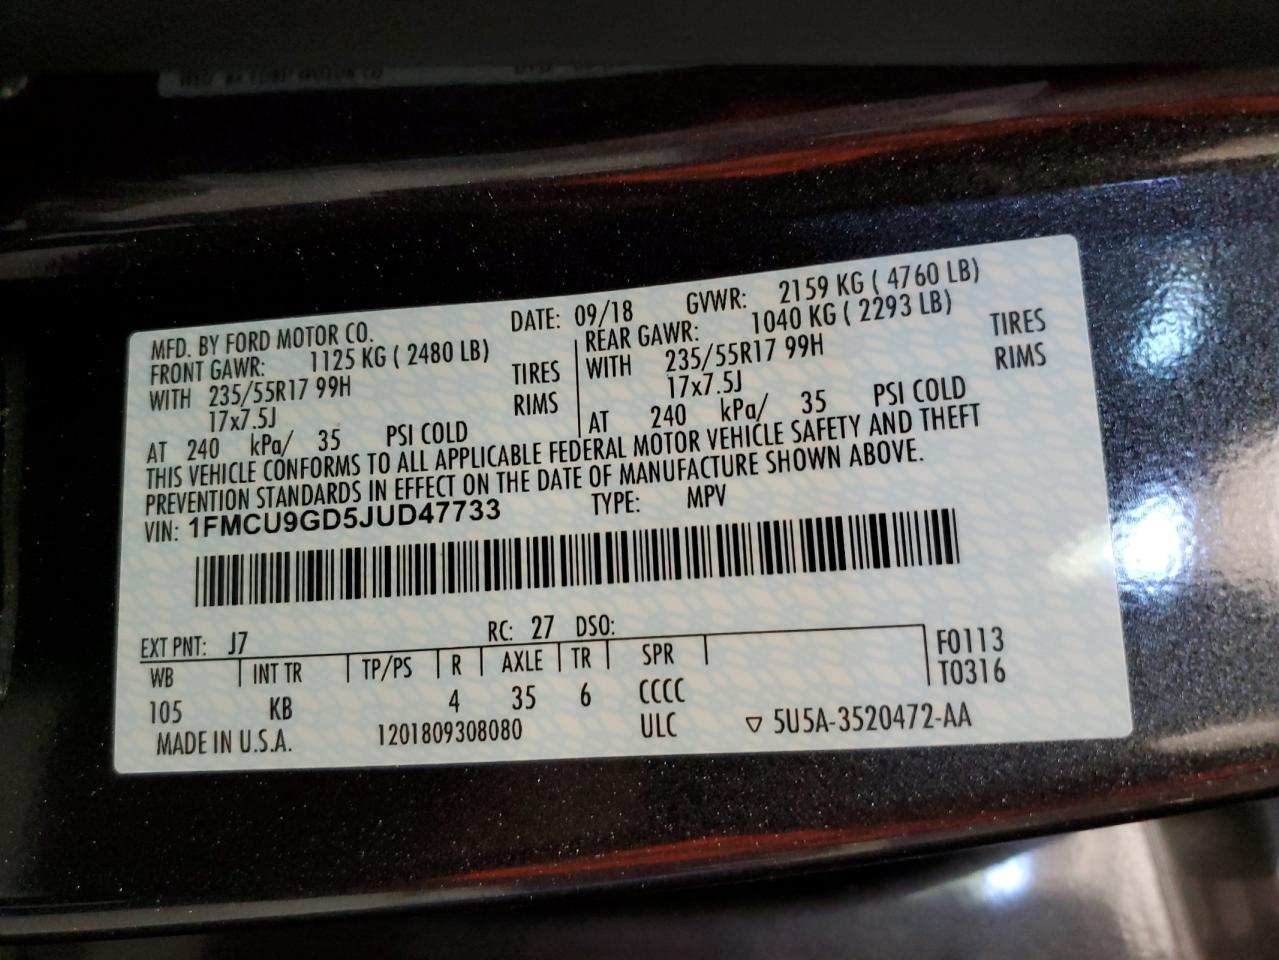 MFD. BY FORD MOTOR CO. DATE: 09/18 GVWR: 2159 KG ( 4760 LB)
FRONT GAWR: 1125 KG ( 2480 LB) REAR GAWR: 1040 KG ( 2293 LB)
WITH 235/55R17 99H TIRES WITH 235/55R17 99H TIRES
17x7.5J RIMS 17x7.5J RIMS
AT 240 kPa/ 35 PSI COLD AT 240 kPa/ 35 PSI COLD
THIS VEHICLE CONFORMS TO ALL APPLICABLE FEDERAL MOTOR VEHICLE SAFETY AND THEFT
PREVENTION STANDARDS IN EFFECT ON THE DATE OF MANUFACTURE SHOWN ABOVE.
VIN: 1FMCU9GD5JUD47733 TYPE: MPV
EXT PNT: J7 RC: 27 DSO: F0113
WB INT TR TP/PS R AXLE TR SPR T0316
105 KB 4 35 6 CCCC
MADE IN U.S.A. 1201809308080 ULC ▽ 5U5A-3520472-AA